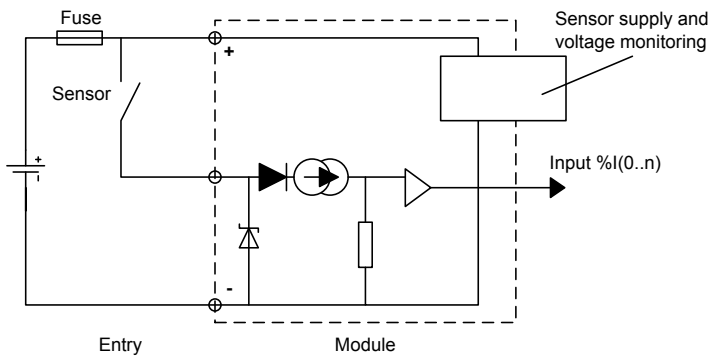 Fuse
Sensor supply and
voltage monitoring
+
Sensor
+
-
Input %I(0..n)
-
Entry
Module